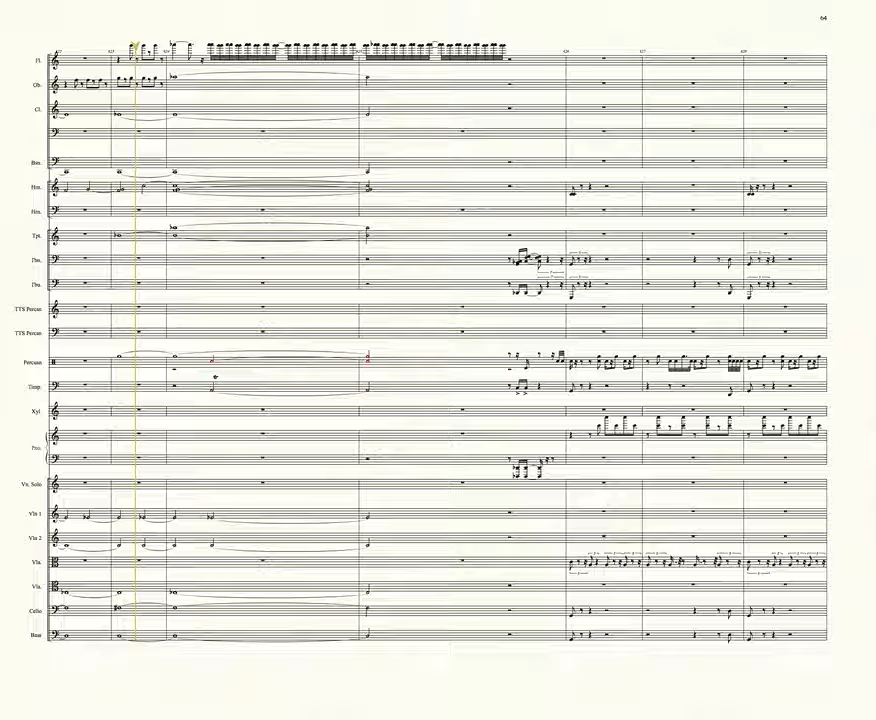 64
Fl.
Ob.
Cl.
Bsn.
Hrn.
Hrn.
Tpt.
Tbn.
Tba.
TTS Percus
TTS Percus
Percuss
Timp.
Xyl
Pno.
Vn. Solo
Vln 1
Vln 2
Vla.
Vla.
Cello
Bass